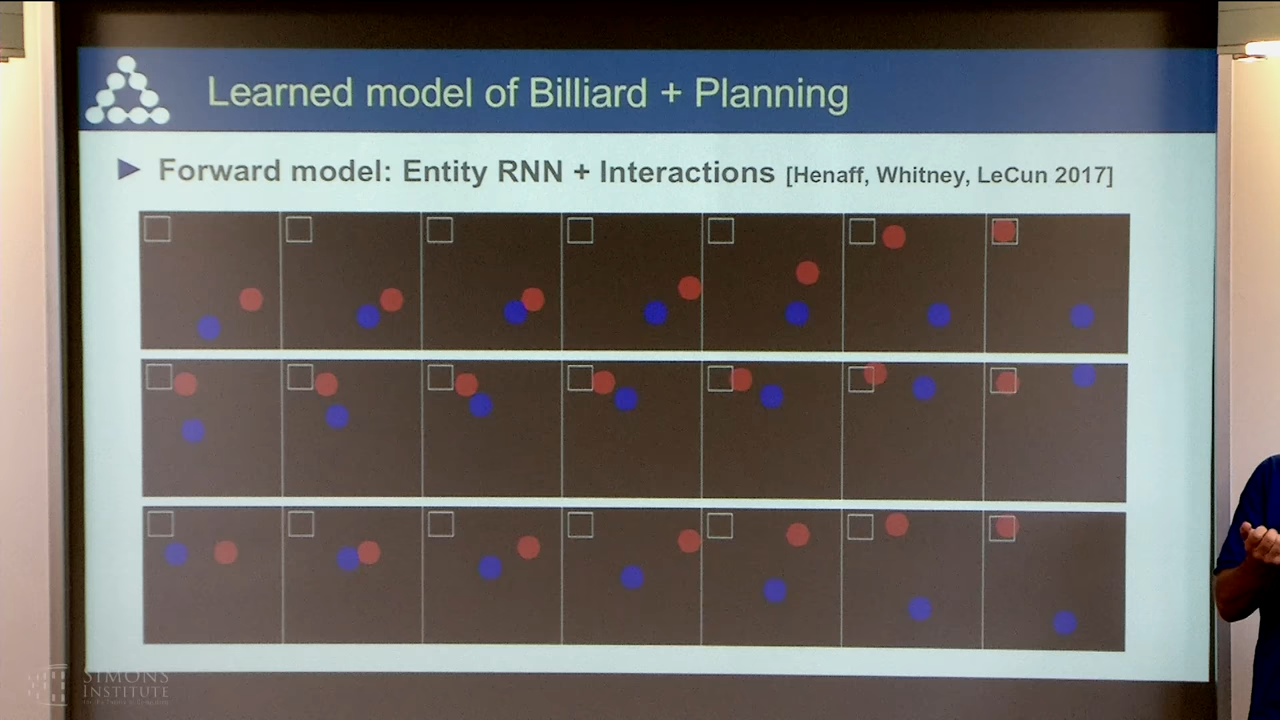 Learned model of Billiard + Planning
Forward model: Entity RNN + Interactions [Henaff, Whitney, LeCun 2017]
SIMONS
INSTITUTE